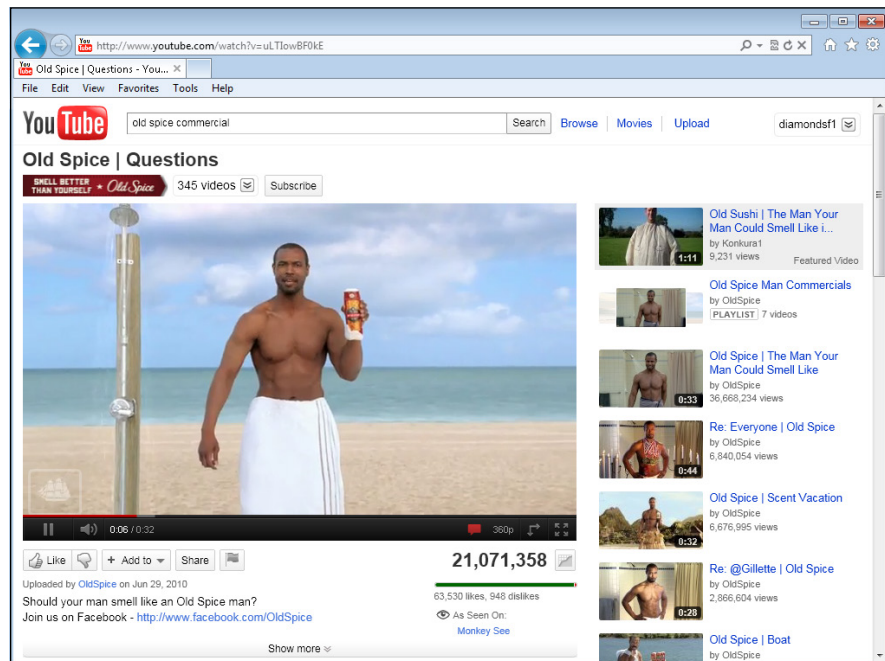 You Tube http://www.youtube.com/watch?v=uLTIowBF0kE
You Tube Old Spice | Questions - You...
File Edit View Favorites Tools Help
YouTube old spice commercial Search Browse Movies Upload diamondsf1
Old Spice | Questions
SMELL BETTER THAN YOURSELF Old Spice 345 videos Subscribe
0:06 / 0:32 360p
Like Add to Share 21,071,358
Uploaded by OldSpice on Jun 29, 2010
63,530 likes, 948 dislikes
Should your man smell like an Old Spice man?
Join us on Facebook - http://www.facebook.com/OldSpice
As Seen On:
Monkey See
Show more
Old Sushi | The Man Your
Man Could Smell Like i...
by Konkura1
9,231 views Featured Video
1:11
Old Spice Man Commercials
by OldSpice
PLAYLIST 7 videos
Old Spice | The Man Your
Man Could Smell Like
by OldSpice
36,668,234 views
0:33
Re: Everyone | Old Spice
by OldSpice
6,840,054 views
0:44
Old Spice | Scent Vacation
by OldSpice
6,676,995 views
0:32
Re: @Gillette | Old Spice
by OldSpice
2,866,604 views
0:28
Old Spice | Boat
by OldSpice